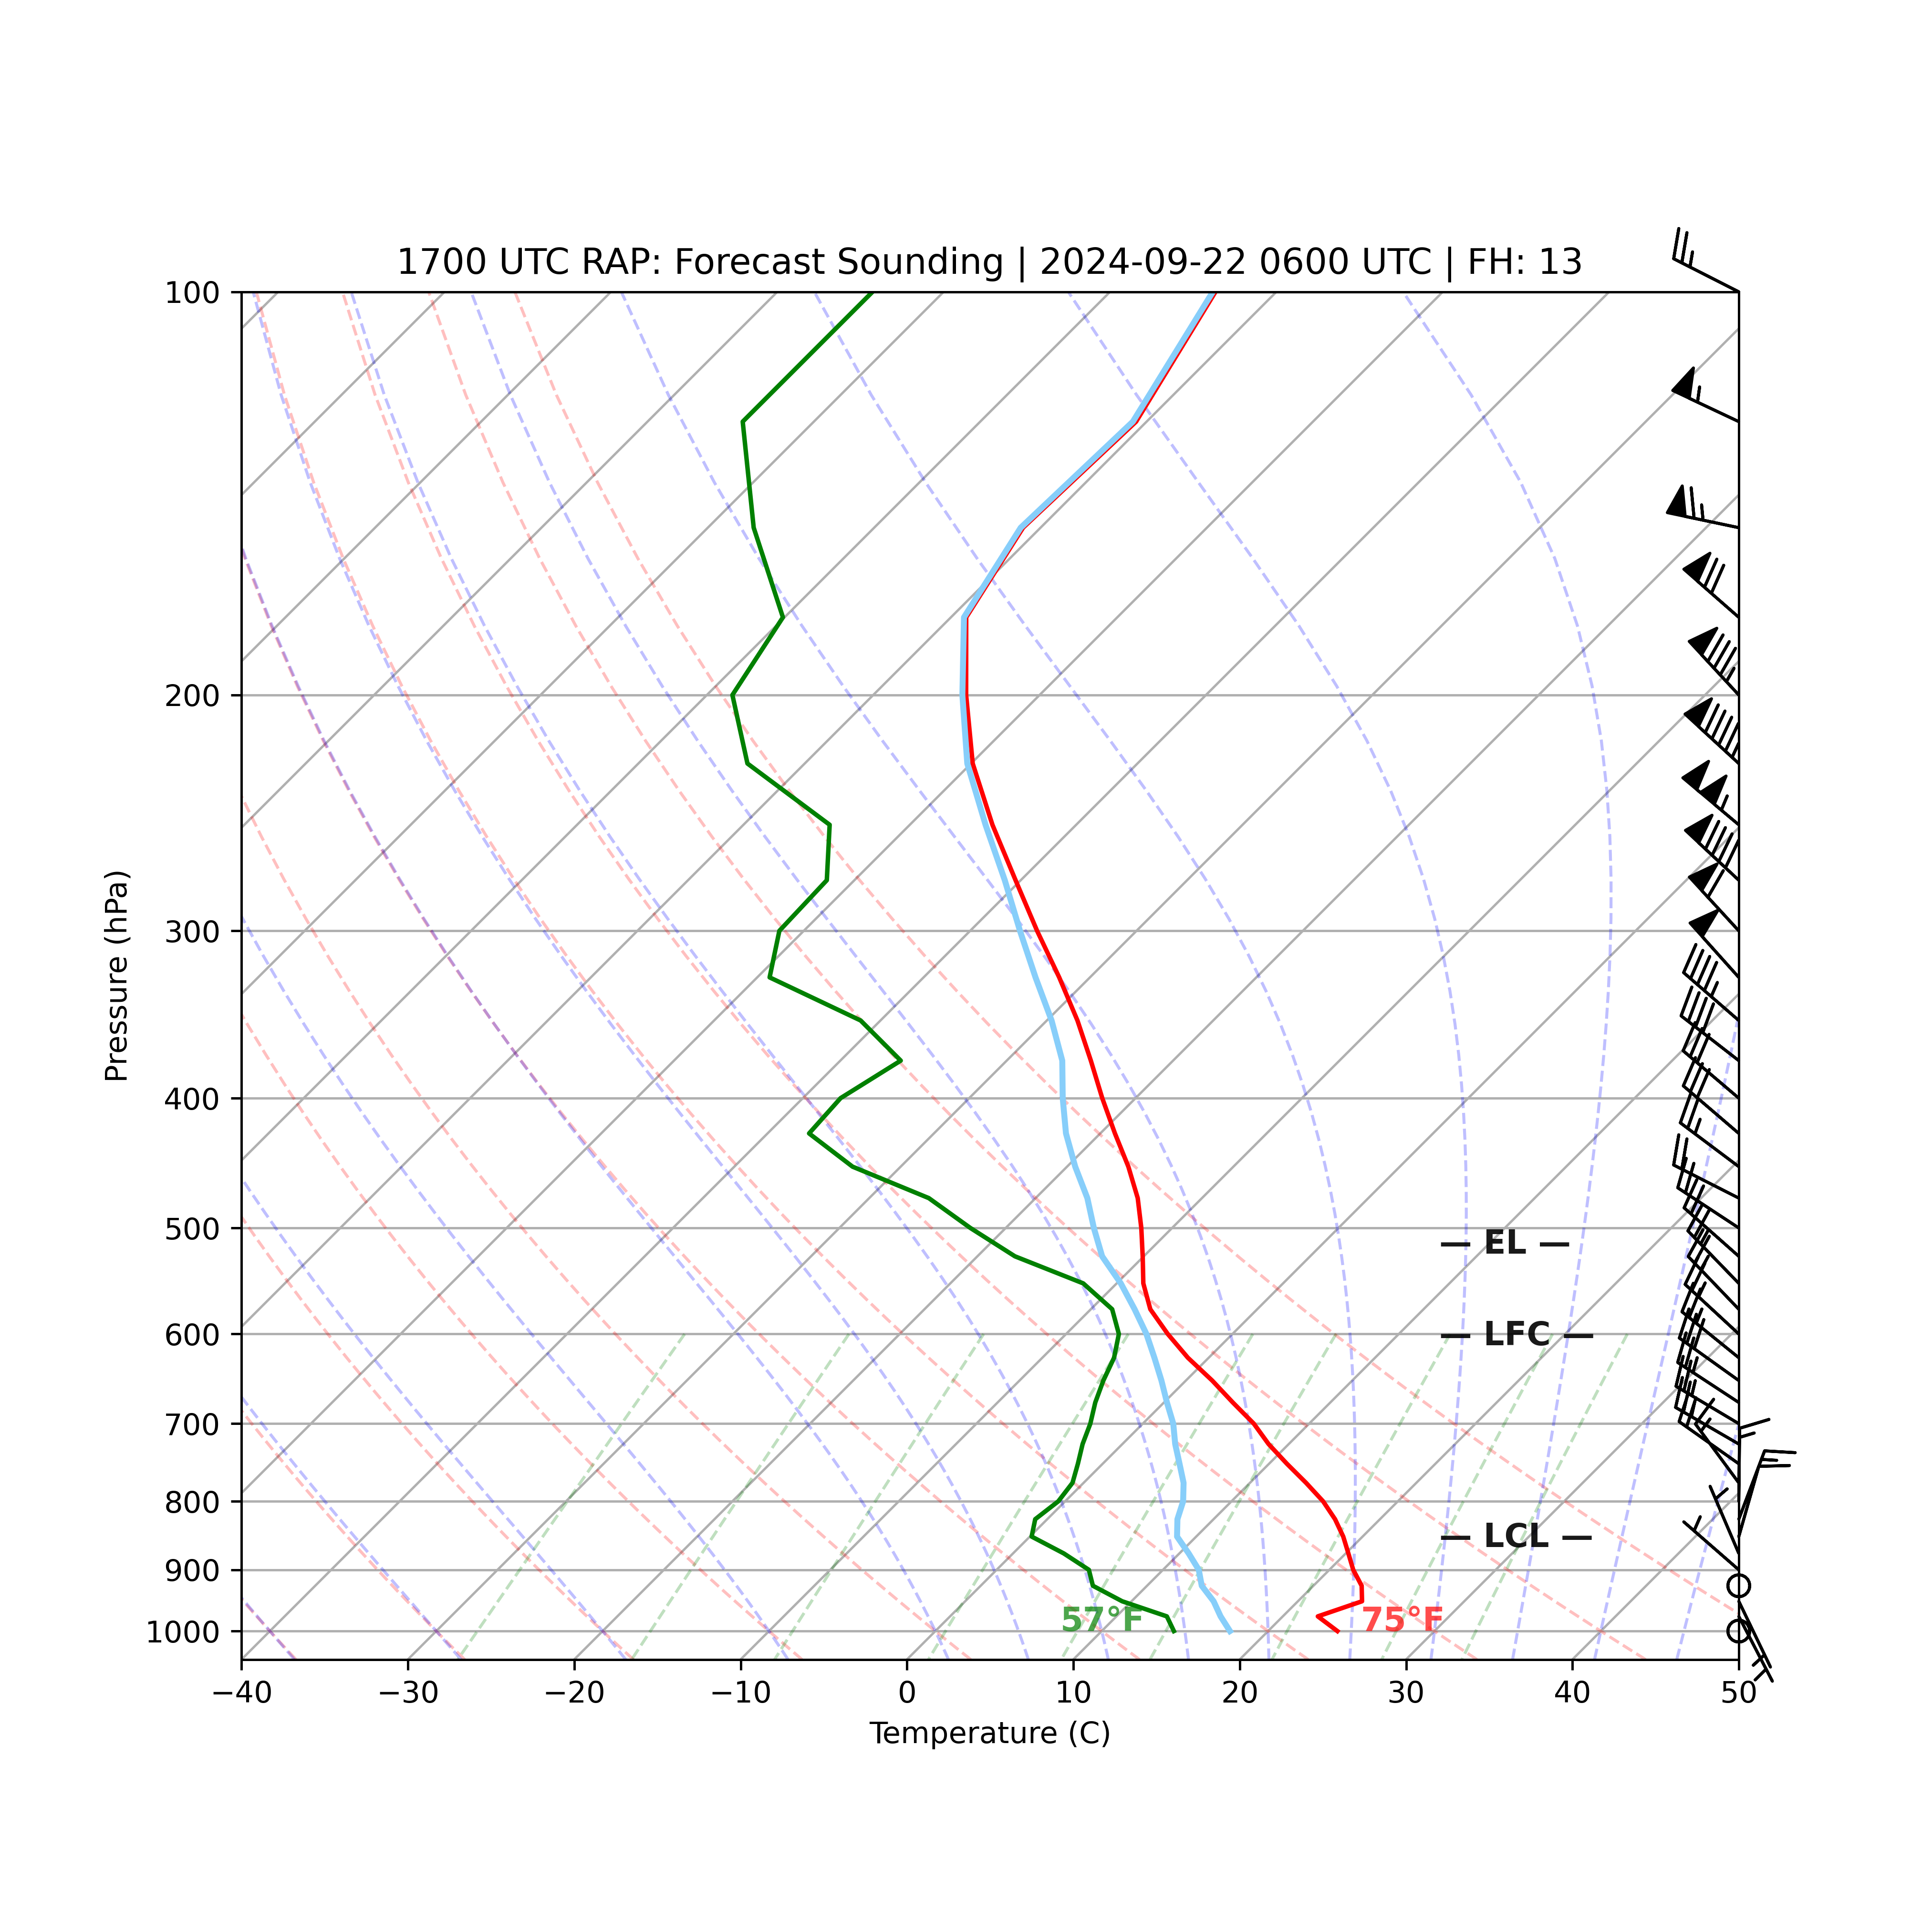 1700 UTC RAP: Forecast Sounding | 2024-09-22 0600 UTC | FH: 13
100
200
300
400
500
600
700
800
900
1000
Pressure (hPa)
— EL —
— LFC —
— LCL —
57°F
75°F
−40
−30
−20
−10
0
10
20
30
40
50
Temperature (C)